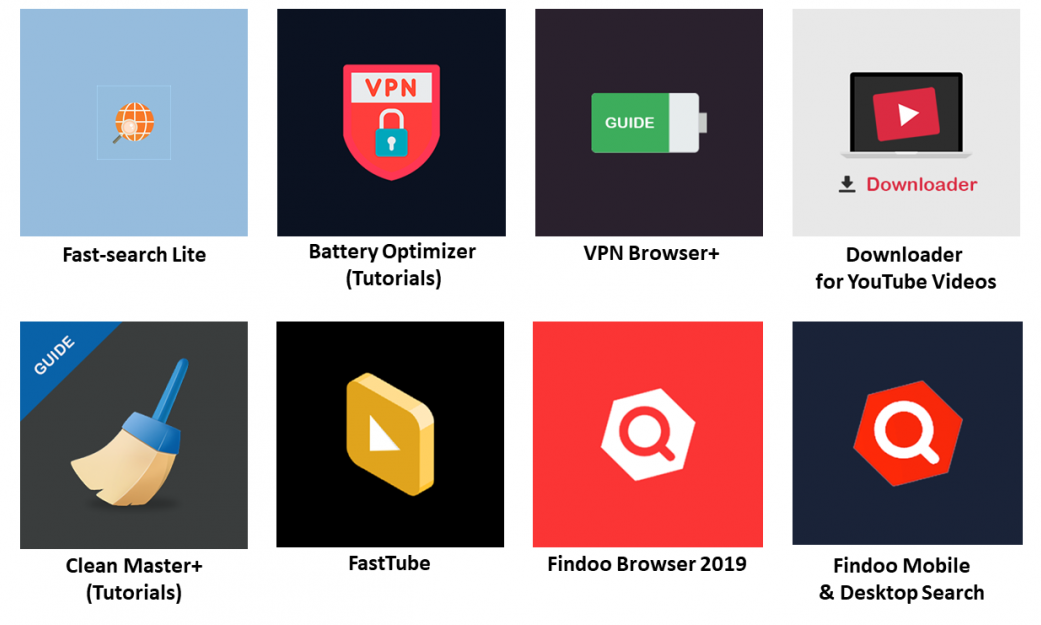 VPN
GUIDE
Downloader
Fast-search Lite
Battery Optimizer
(Tutorials)
VPN Browser+
Downloader
for YouTube Videos
GUIDE
Clean Master+
(Tutorials)
FastTube
Findoo Browser 2019
Findoo Mobile
& Desktop Search